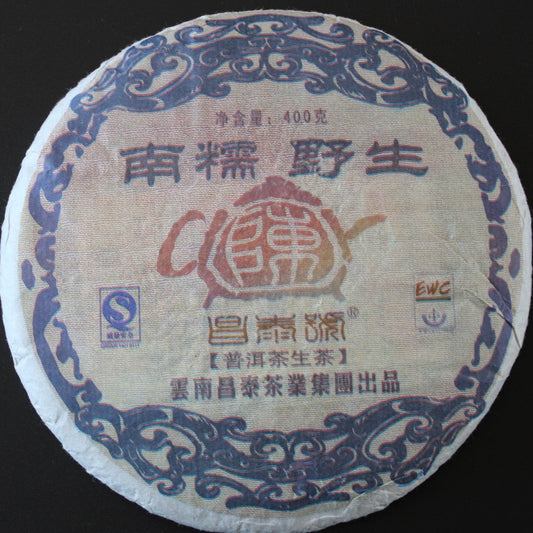 净含量：400克
南糯 野生
陳
昌泰號®
EWC
【普洱茶生茶】
雲南昌泰茶業集團出品